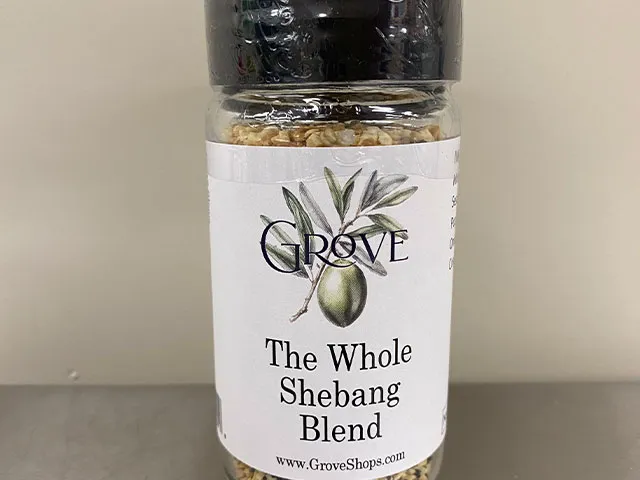 GROVE
The Whole
Shebang
Blend
www.GroveShops.com